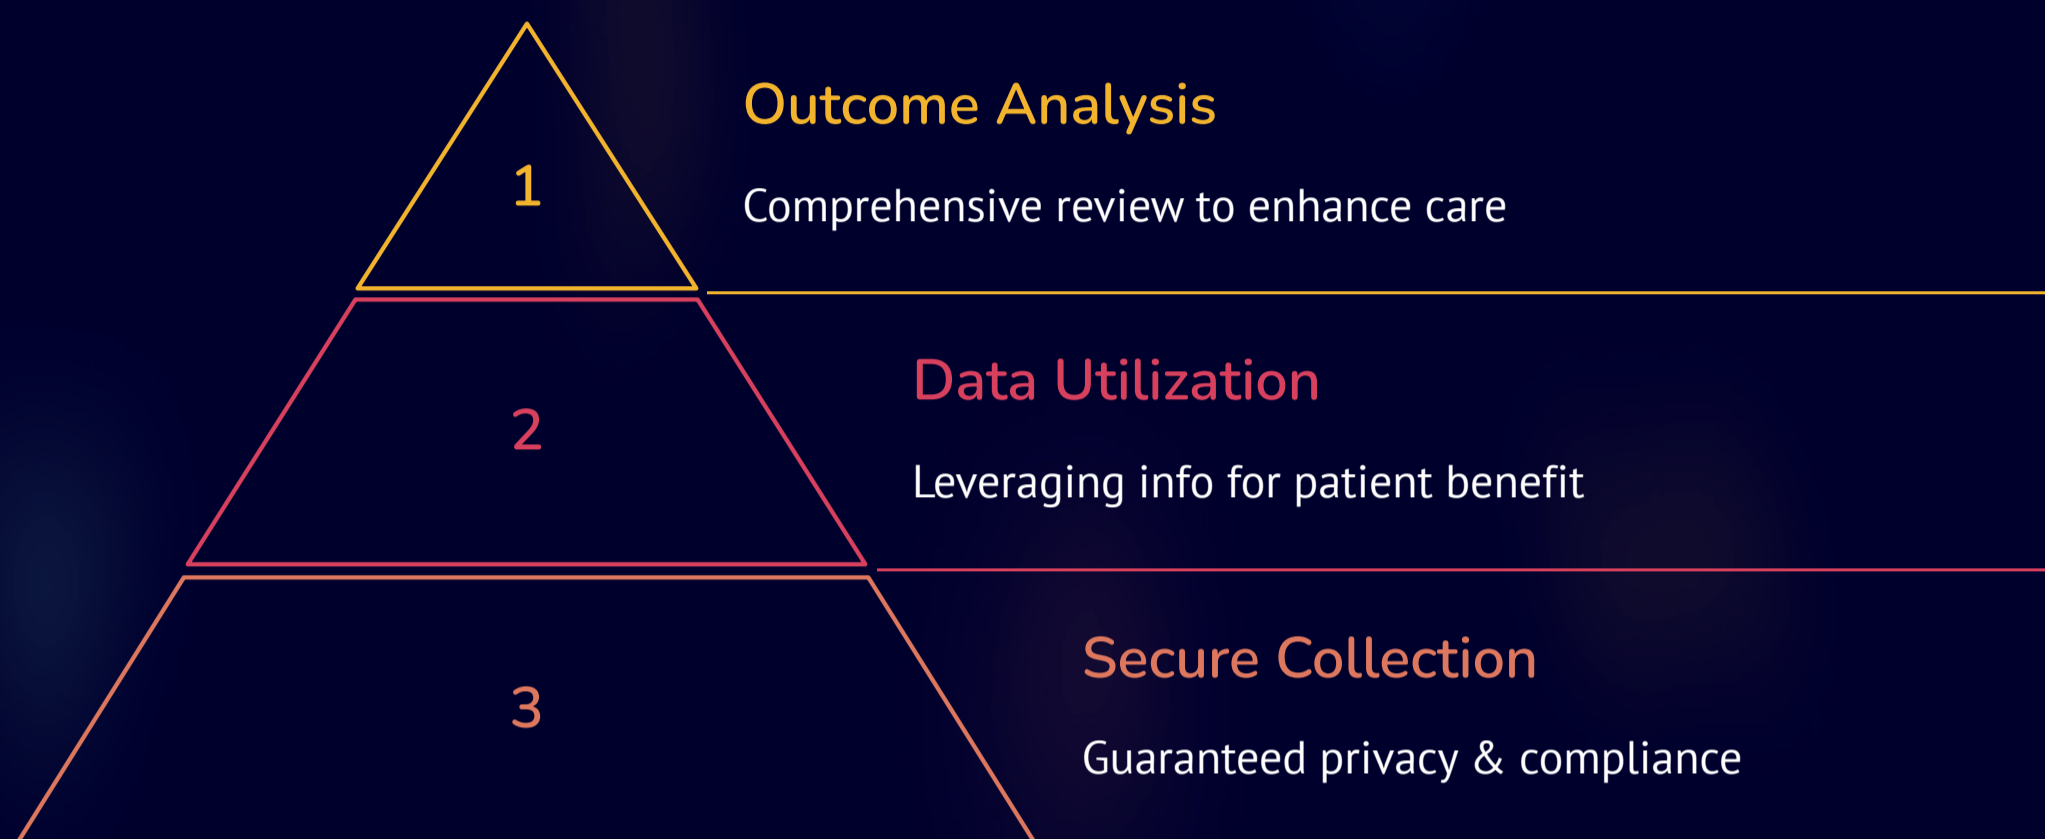 1
Outcome Analysis
Comprehensive review to enhance care
2
Data Utilization
Leveraging info for patient benefit
3
Secure Collection
Guaranteed privacy & compliance